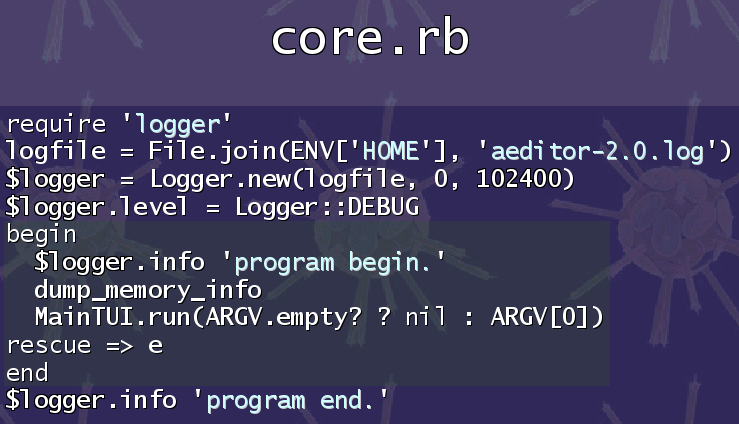 core.rb
require 'logger'
logfile = File.join(ENV['HOME'], 'aeditor-2.0.log')
$logger = Logger.new(logfile, 0, 102400)
$logger.level = Logger::DEBUG
begin
  $logger.info 'program begin.'
  dump_memory_info
  MainTUI.run(ARGV.empty? ? nil : ARGV[0])
rescue => e
end
$logger.info 'program end.'